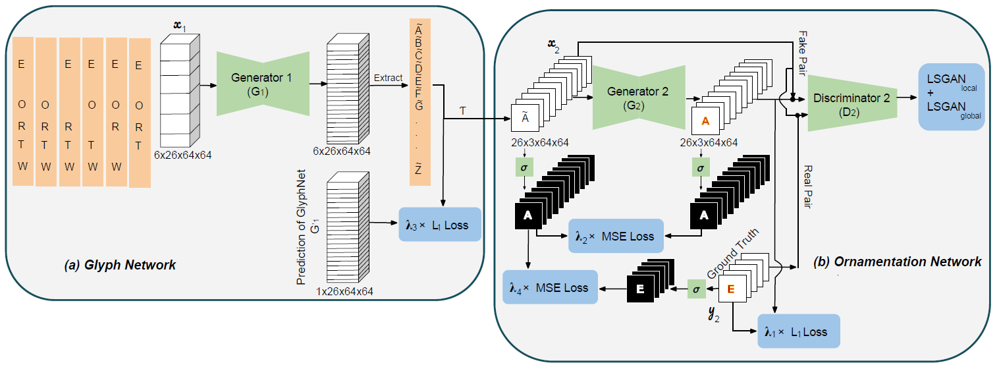 E
O
R
T
W
O
R
T
W
E
R
T
W
E
O
T
W
E
O
R
W
E
O
R
T
x₁
6x26x64x64
Generator 1
(G₁)
6x26x64x64
Extract
Ã
B̃
C̃
D̃
Ẽ
F̃
G̃
.
.
.
Z̃
T
Prediction of GlyphNet
G'₁
1x26x64x64
λ₃ × L₁ Loss
(a) Glyph Network
x₂
Ã
26x3x64x64
σ
A
Generator 2
(G₂)
A
26x3x64x64
σ
A
λ₂ × MSE Loss
λ₄ × MSE Loss
E
σ
Ground Truth
E
y₂
λ₁ × L₁ Loss
Fake Pair
Real Pair
Discriminator 2
(D₂)
LSGAN local
+
LSGAN global
(b) Ornamentation Network